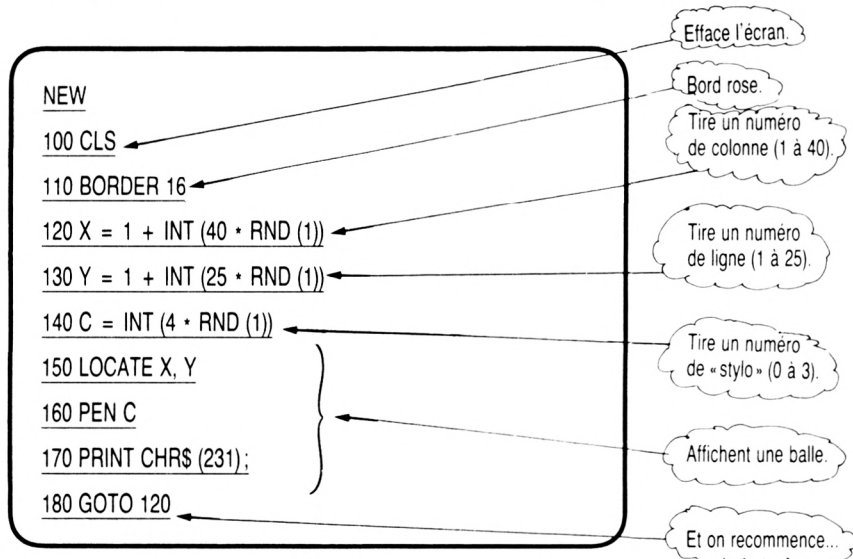 NEW
100 CLS
110 BORDER 16
120 X = 1 + INT (40 * RND (1))
130 Y = 1 + INT (25 * RND (1))
140 C = INT (4 * RND (1))
150 LOCATE X, Y
160 PEN C
170 PRINT CHR$ (231);
180 GOTO 120
Efface l'écran.
Bord rose.
Tire un numéro
de colonne (1 à 40).
Tire un numéro
de ligne (1 à 25).
Tire un numéro
de «stylo» (0 à 3).
Affichent une balle.
Et on recommence...